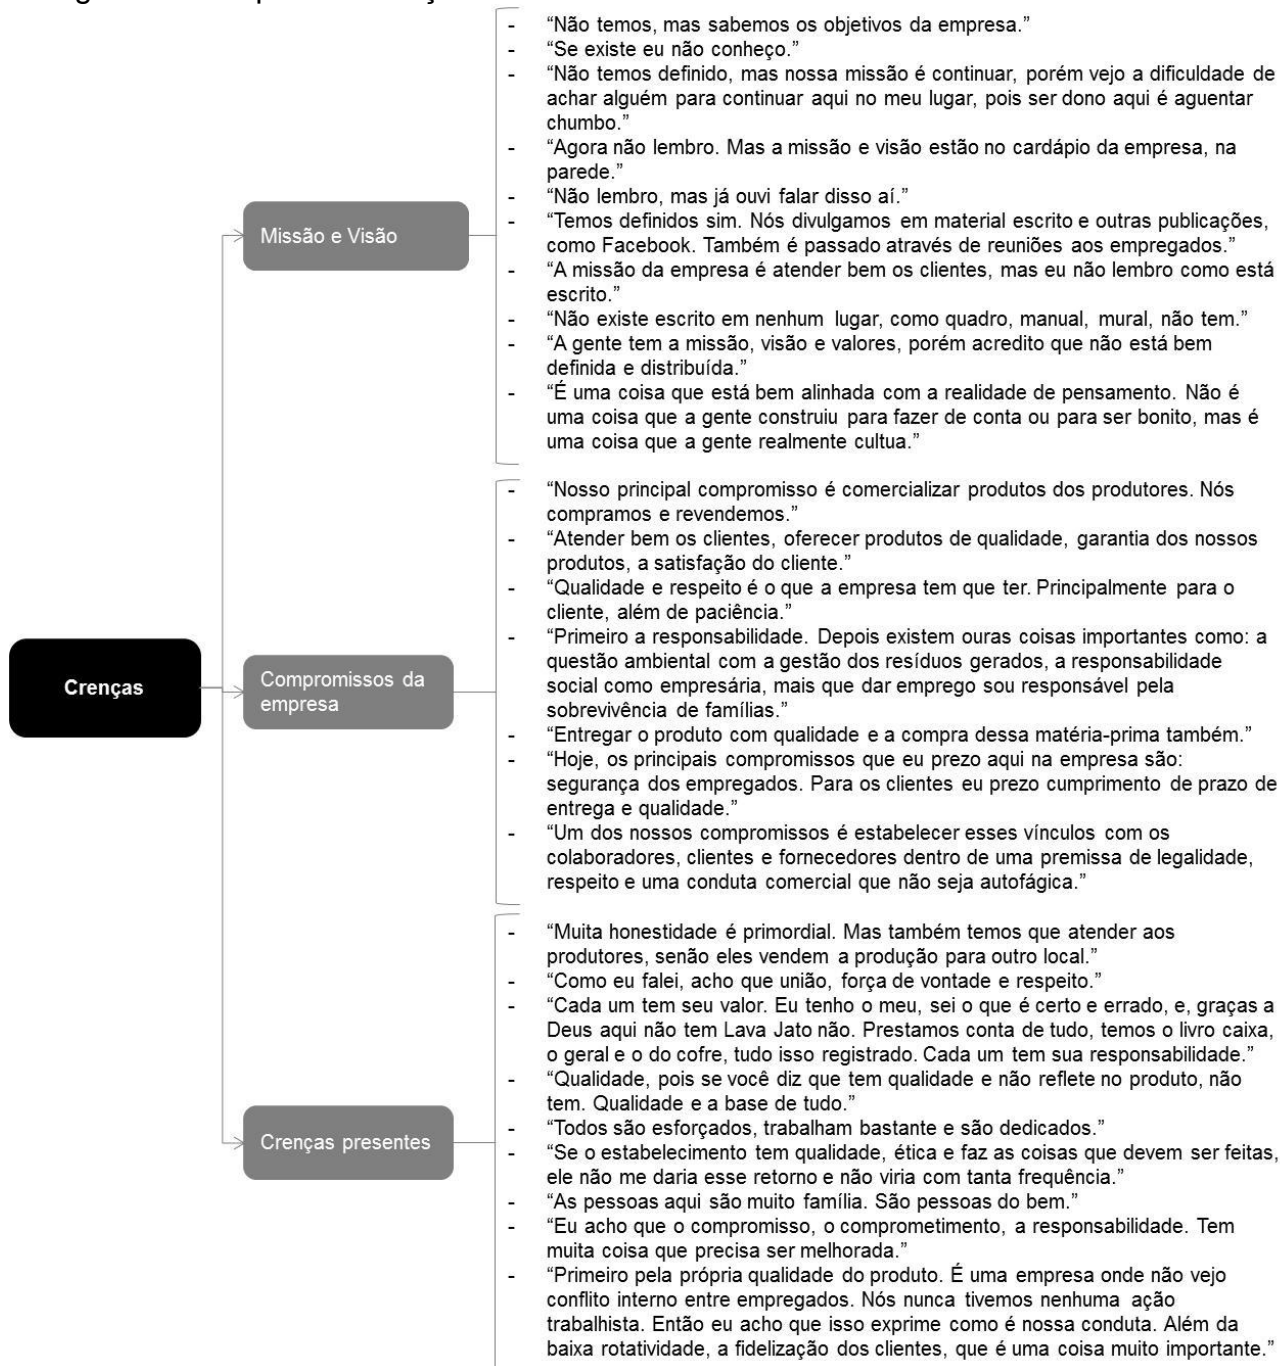 - “Não temos, mas sabemos os objetivos da empresa.”
- “Se existe eu não conheço.”
- “Não temos definido, mas nossa missão é continuar, porém vejo a dificuldade de
achar alguém para continuar aqui no meu lugar, pois ser dono aqui é aguentar
chumbo.”
- “Agora não lembro. Mas a missão e visão estão no cardápio da empresa, na
parede.”
- “Não lembro, mas já ouvi falar disso aí.”
Missão e Visão
- “Temos definidos sim. Nós divulgamos em material escrito e outras publicações,
como Facebook. Também é passado através de reuniões aos empregados.”
- “A missão da empresa é atender bem os clientes, mas eu não lembro como está
escrito.”
- “Não existe escrito em nenhum lugar, como quadro, manual, mural, não tem.”
- “A gente tem a missão, visão e valores, porém acredito que não está bem
definida e distribuída.”
- “É uma coisa que está bem alinhada com a realidade de pensamento. Não é
uma coisa que a gente construiu para fazer de conta ou para ser bonito, mas é
uma coisa que a gente realmente cultua.”
- “Nosso principal compromisso é comercializar produtos dos produtores. Nós
compramos e revendemos.”
- “Atender bem os clientes, oferecer produtos de qualidade, garantia dos nossos
produtos, a satisfação do cliente.”
- “Qualidade e respeito é o que a empresa tem que ter. Principalmente para o
cliente, além de paciência.”
- “Primeiro a responsabilidade. Depois existem ouras coisas importantes como: a
questão ambiental com a gestão dos resíduos gerados, a responsabilidade
social como empresária, mais que dar emprego sou responsável pela
sobrevivência de famílias.”
Crenças
Compromissos da
empresa
- “Entregar o produto com qualidade e a compra dessa matéria-prima também.”
- “Hoje, os principais compromissos que eu prezo aqui na empresa são:
segurança dos empregados. Para os clientes eu prezo cumprimento de prazo de
entrega e qualidade.”
- “Um dos nossos compromissos é estabelecer esses vínculos com os
colaboradores, clientes e fornecedores dentro de uma premissa de legalidade,
respeito e uma conduta comercial que não seja autofágica.”
- “Muita honestidade é primordial. Mas também temos que atender aos
produtores, senão eles vendem a produção para outro local.”
- “Como eu falei, acho que união, força de vontade e respeito.”
- “Cada um tem seu valor. Eu tenho o meu, sei o que é certo e errado, e, graças a
Deus aqui não tem Lava Jato não. Prestamos conta de tudo, temos o livro caixa,
o geral e o do cofre, tudo isso registrado. Cada um tem sua responsabilidade.”
- “Qualidade, pois se você diz que tem qualidade e não reflete no produto, não
tem. Qualidade e a base de tudo.”
- “Todos são esforçados, trabalham bastante e são dedicados.”
Crenças presentes
- “Se o estabelecimento tem qualidade, ética e faz as coisas que devem ser feitas,
ele não me daria esse retorno e não viria com tanta frequência.”
- “As pessoas aqui são muito família. São pessoas do bem.”
- “Eu acho que o compromisso, o comprometimento, a responsabilidade. Tem
muita coisa que precisa ser melhorada.”
- “Primeiro pela própria qualidade do produto. É uma empresa onde não vejo
conflito interno entre empregados. Nós nunca tivemos nenhuma ação
trabalhista. Então eu acho que isso exprime como é nossa conduta. Além da
baixa rotatividade, a fidelização dos clientes, que é uma coisa muito importante.”